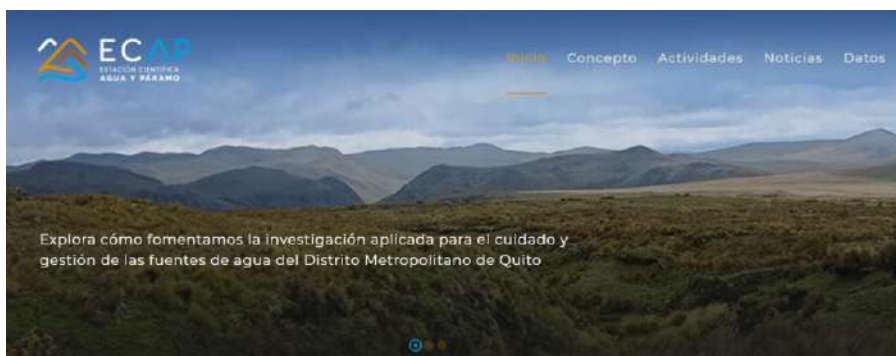 ECAP
ESTACIÓN CIENTÍFICA
AGUA Y PÁRAMO
Inicio Concepto Actividades Noticias Datos
Explora cómo fomentamos la investigación aplicada para el cuidado y
gestión de las fuentes de agua del Distrito Metropolitano de Quito